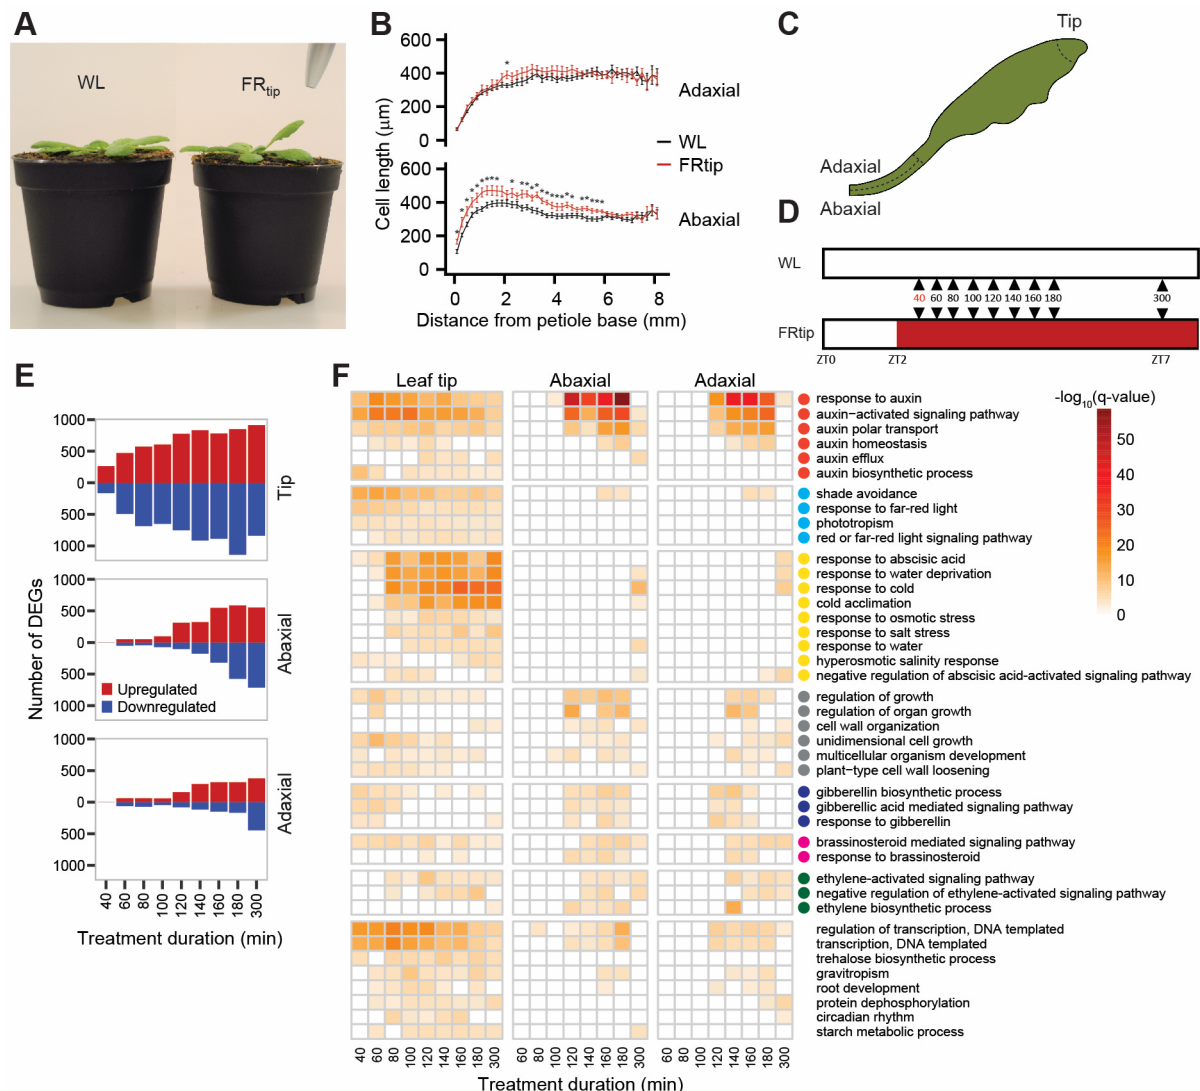 A
WL
FRtip
B
600
400
200
0
Adaxial
WL
FRtip
600
400
200
0
Abaxial
Cell length (μm)
0 2 4 6 8
Distance from petiole base (mm)
C
Tip
Adaxial
Abaxial
D
WL
40 60 80 100 120 140 160 180 300
FRtip
ZT0 ZT2 ZT7
E
1000
500
0
500
1000
Tip
1000
500
0
500
1000
Abaxial
Upregulated
Downregulated
1000
500
0
500
1000
Adaxial
Number of DEGs
40 60 80 100 120 140 160 180 300
Treatment duration (min)
F
Leaf tip Abaxial Adaxial
response to auxin
auxin-activated signaling pathway
auxin polar transport
auxin homeostasis
auxin efflux
auxin biosynthetic process
shade avoidance
response to far-red light
phototropism
red or far-red light signaling pathway
response to abscisic acid
response to water deprivation
response to cold
cold acclimation
response to osmotic stress
response to salt stress
response to water
hyperosmotic salinity response
negative regulation of abscisic acid-activated signaling pathway
regulation of growth
regulation of organ growth
cell wall organization
unidimensional cell growth
multicellular organism development
plant-type cell wall loosening
gibberellin biosynthetic process
gibberellic acid mediated signaling pathway
response to gibberellin
brassinosteroid mediated signaling pathway
response to brassinosteroid
ethylene-activated signaling pathway
negative regulation of ethylene-activated signaling pathway
ethylene biosynthetic process
regulation of transcription, DNA templated
transcription, DNA templated
trehalose biosynthetic process
gravitropism
root development
protein dephosphorylation
circadian rhythm
starch metabolic process
-log10(q-value)
50
40
30
20
10
0
40 60 80 100 120 140 160 180 300 60 80 100 120 140 160 180 300 60 80 100 120 140 160 180 300
Treatment duration (min)